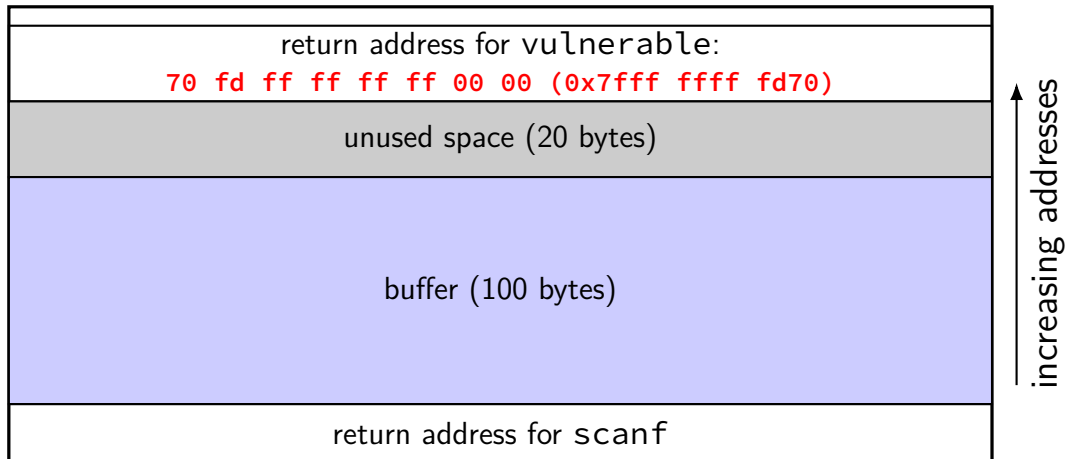 return address for vulnerable:
70 fd ff ff ff ff 00 00 (0x7fff ffff fd70)
unused space (20 bytes)
buffer (100 bytes)
return address for scanf
increasing addresses